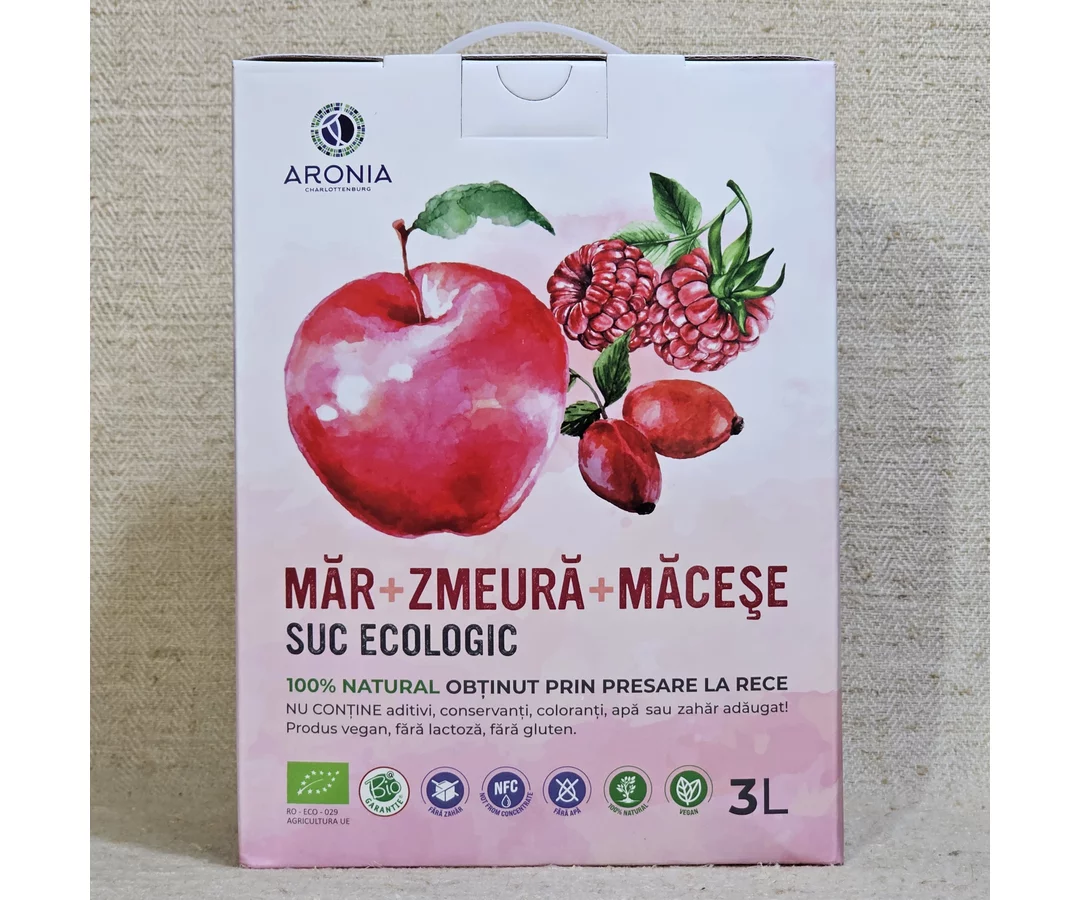 ARONIA
CHARLOTTENBURG
MĂR+ZMEURĂ+MĂCEŞE
SUC ECOLOGIC
100% NATURAL OBȚINUT PRIN PRESARE LA RECE
NU CONȚINE aditivi, conservanți, coloranți, apă sau zahăr adăugat!
Produs vegan, fără lactoză, fără gluten.
Bio
GARANTIE
FĂRĂ ZAHĂR
NFC
NOT FROM CONCENTRATE
FĂRĂ APĂ
100% NATURAL
VEGAN
3L
RO - ECO - 029
AGRICULTURA UE